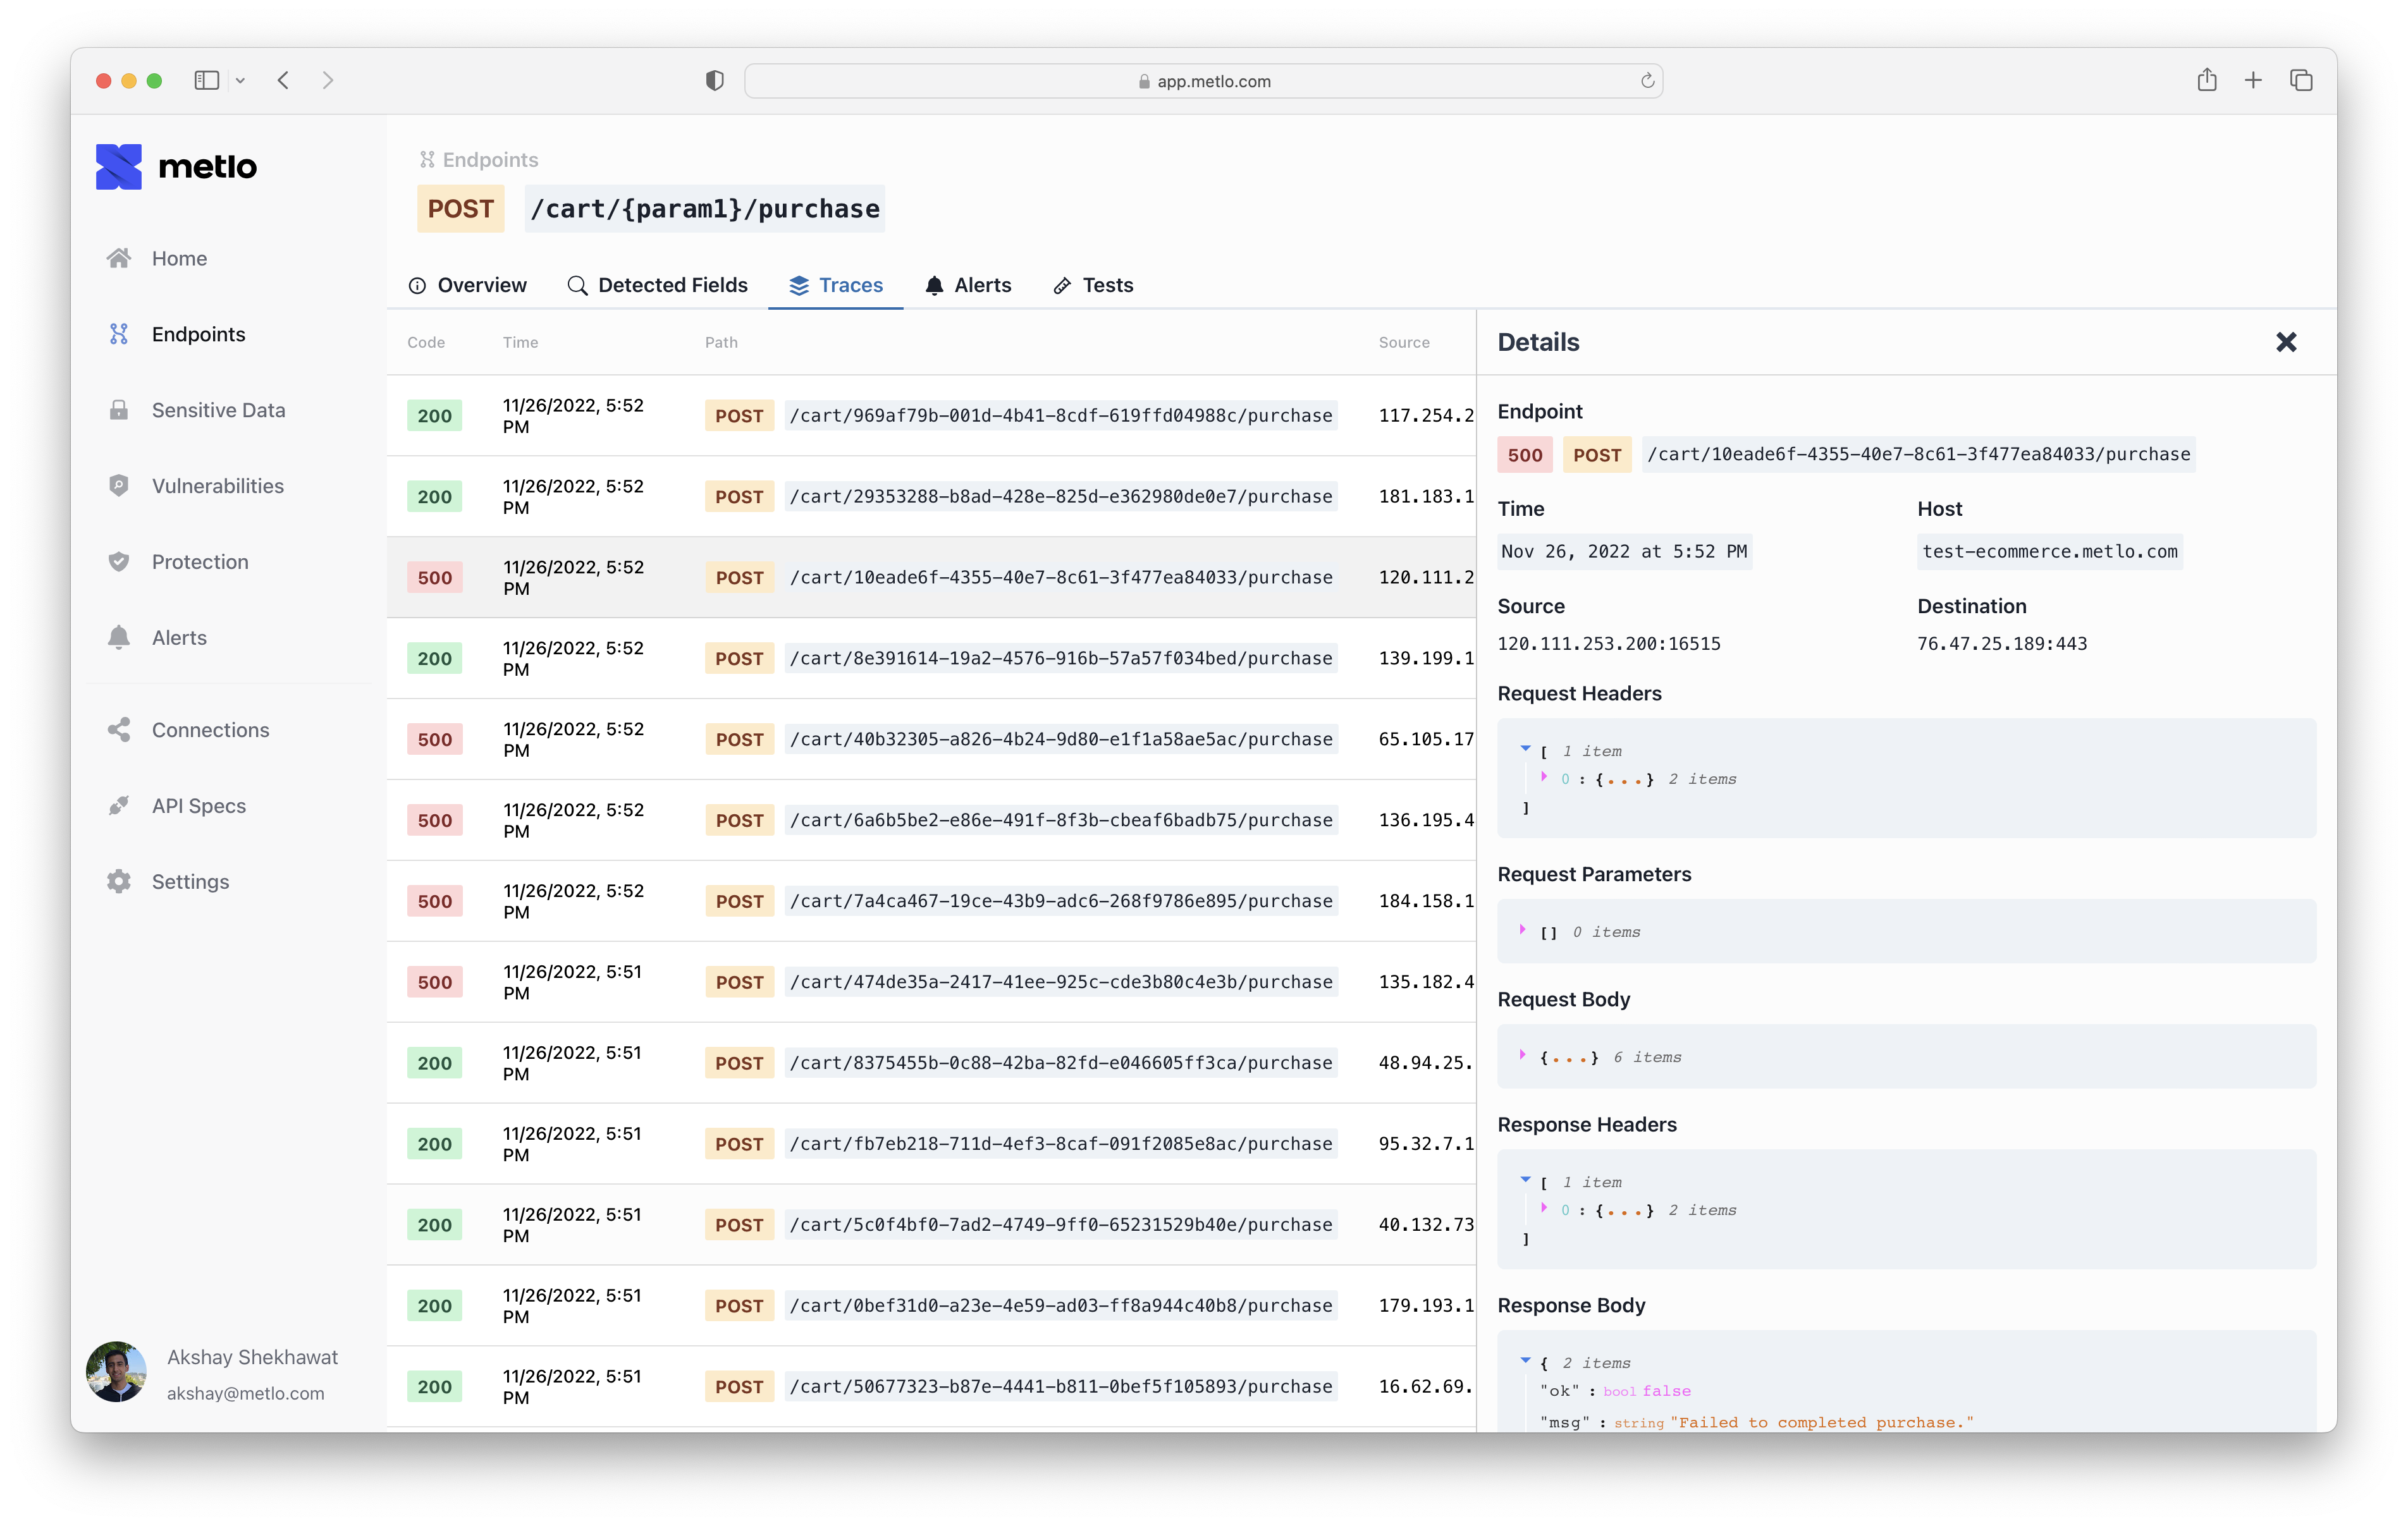 app.metlo.com
metlo
Home
Endpoints
Sensitive Data
Vulnerabilities
Protection
Alerts
Connections
API Specs
Settings
Akshay Shekhawat
akshay@metlo.com
Endpoints
POST /cart/{param1}/purchase
Overview Detected Fields Traces Alerts Tests
Code Time Path Source
200 11/26/2022, 5:52 PM POST /cart/969af79b-001d-4b41-8cdf-619ffd04988c/purchase 117.254.2
200 11/26/2022, 5:52 PM POST /cart/29353288-b8ad-428e-825d-e362980de0e7/purchase 181.183.1
500 11/26/2022, 5:52 PM POST /cart/10eade6f-4355-40e7-8c61-3f477ea84033/purchase 120.111.2
200 11/26/2022, 5:52 PM POST /cart/8e391614-19a2-4576-916b-57a57f034bed/purchase 139.199.1
500 11/26/2022, 5:52 PM POST /cart/40b32305-a826-4b24-9d80-e1f1a58ae5ac/purchase 65.105.17
500 11/26/2022, 5:52 PM POST /cart/6a6b5be2-e86e-491f-8f3b-cbeaf6badb75/purchase 136.195.4
500 11/26/2022, 5:52 PM POST /cart/7a4ca467-19ce-43b9-adc6-268f9786e895/purchase 184.158.1
500 11/26/2022, 5:51 PM POST /cart/474de35a-2417-41ee-925c-cde3b80c4e3b/purchase 135.182.4
200 11/26/2022, 5:51 PM POST /cart/8375455b-0c88-42ba-82fd-e046605ff3ca/purchase 48.94.25.
200 11/26/2022, 5:51 PM POST /cart/fb7eb218-711d-4ef3-8caf-091f2085e8ac/purchase 95.32.7.1
200 11/26/2022, 5:51 PM POST /cart/5c0f4bf0-7ad2-4749-9ff0-65231529b40e/purchase 40.132.73
200 11/26/2022, 5:51 PM POST /cart/0bef31d0-a23e-4e59-ad03-ff8a944c40b8/purchase 179.193.1
200 11/26/2022, 5:51 PM POST /cart/50677323-b87e-4441-b811-0bef5f105893/purchase 16.62.69.
Details
Endpoint
500 POST /cart/10eade6f-4355-40e7-8c61-3f477ea84033/purchase
Time Host
Nov 26, 2022 at 5:52 PM test-ecommerce.metlo.com
Source Destination
120.111.253.200:16515 76.47.25.189:443
Request Headers
[ 1 item
0 : {...} 2 items
]
Request Parameters
[] 0 items
Request Body
{...} 6 items
Response Headers
[ 1 item
0 : {...} 2 items
]
Response Body
{ 2 items
"ok" : bool false
"msg" : string "Failed to completed purchase."